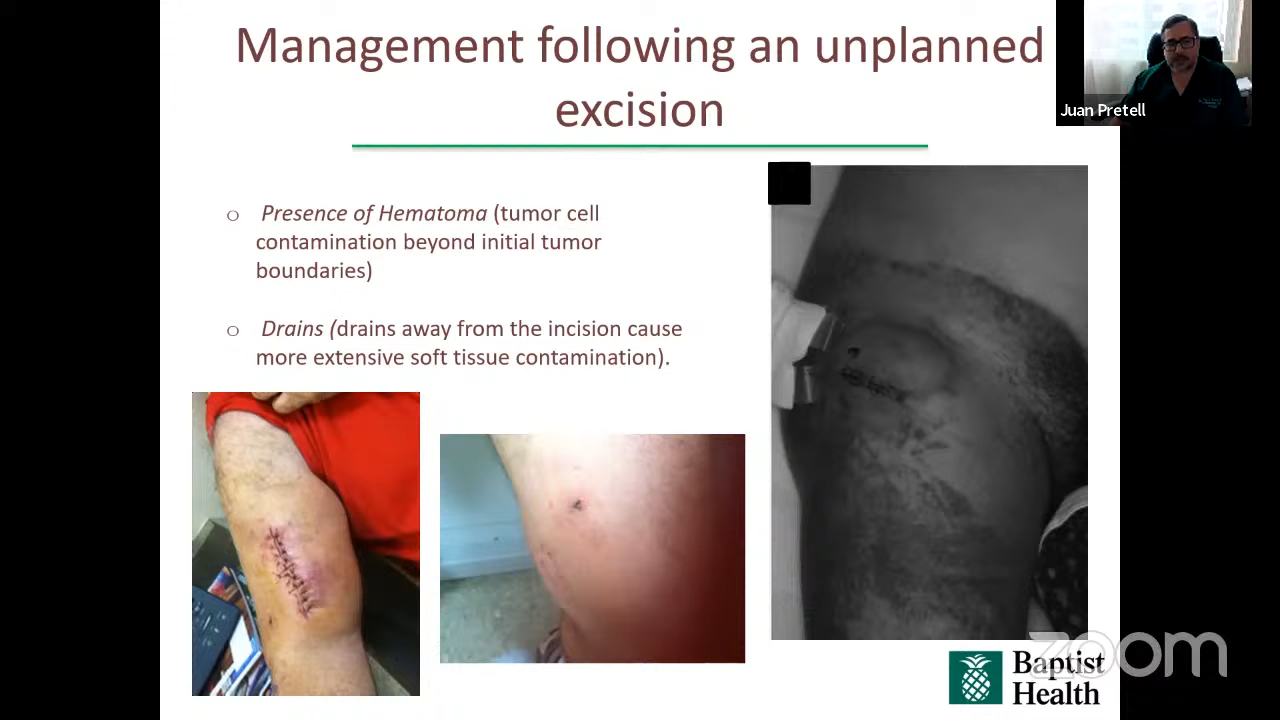 Management following an unplanned
excision
Juan Pretell
o Presence of Hematoma (tumor cell
contamination beyond initial tumor
boundaries)
o Drains (drains away from the incision cause
more extensive soft tissue contamination).
zoom
Baptist
Health